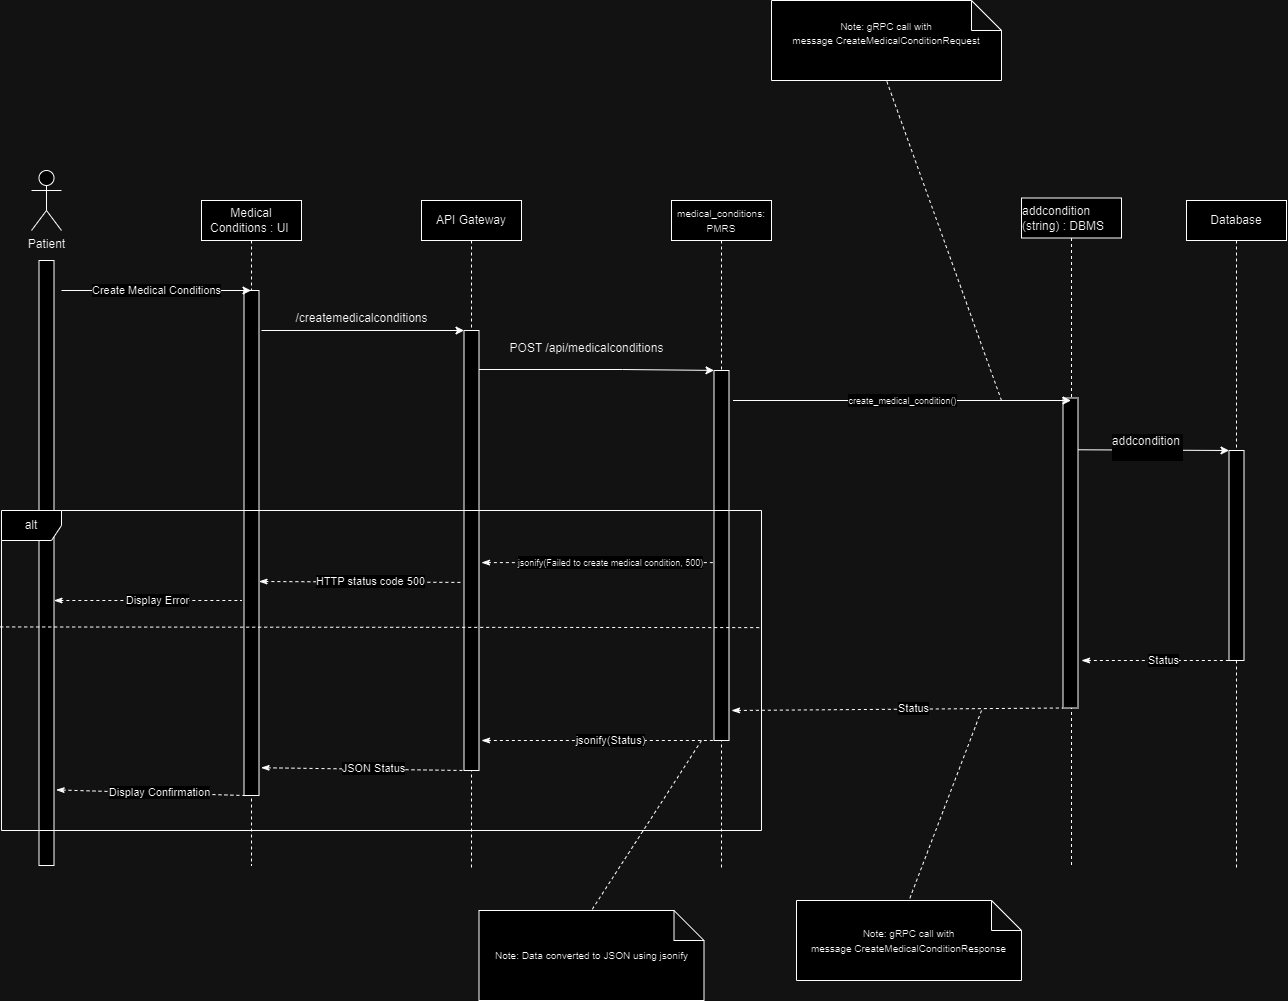 Note: gRPC call with
message CreateMedicalConditionRequest
Patient
Medical
Conditions : UI
API Gateway
medical_conditions:
PMRS
addcondition
(string) : DBMS
Database
Create Medical Conditions
/createmedicalconditions
POST /api/medicalconditions
create_medical_condition()
addcondition
alt
jsonify(Failed to create medical condition, 500)
HTTP status code 500
Display Error
Status
Status
jsonify(Status)
JSON Status
Display Confirmation
Note: gRPC call with
message CreateMedicalConditionResponse
Note: Data converted to JSON using jsonify